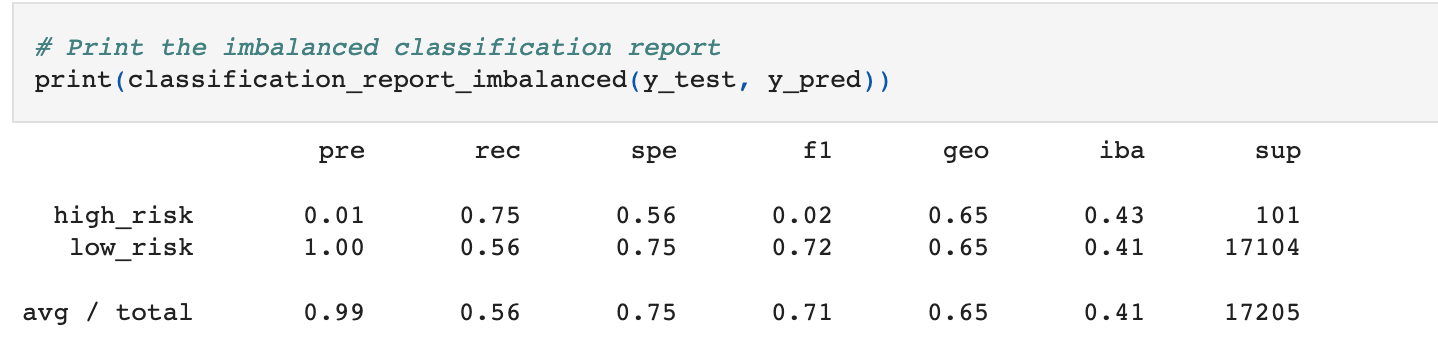 # Print the imbalanced classification report
print(classification_report_imbalanced(y_test, y_pred))
pre rec spe f1 geo iba sup
high_risk 0.01 0.75 0.56 0.02 0.65 0.43 101
low_risk 1.00 0.56 0.75 0.72 0.65 0.41 17104
avg / total 0.99 0.56 0.75 0.71 0.65 0.41 17205